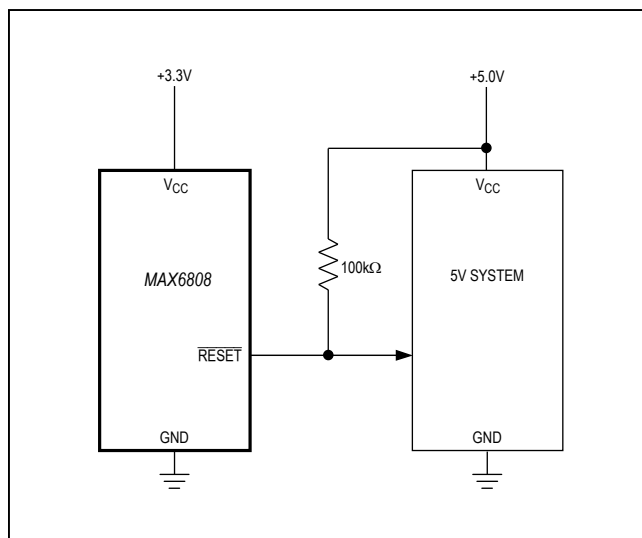 +3.3V
+5.0V
VCC
VCC
100kΩ
MAX6808
5V SYSTEM
RESET
GND
GND